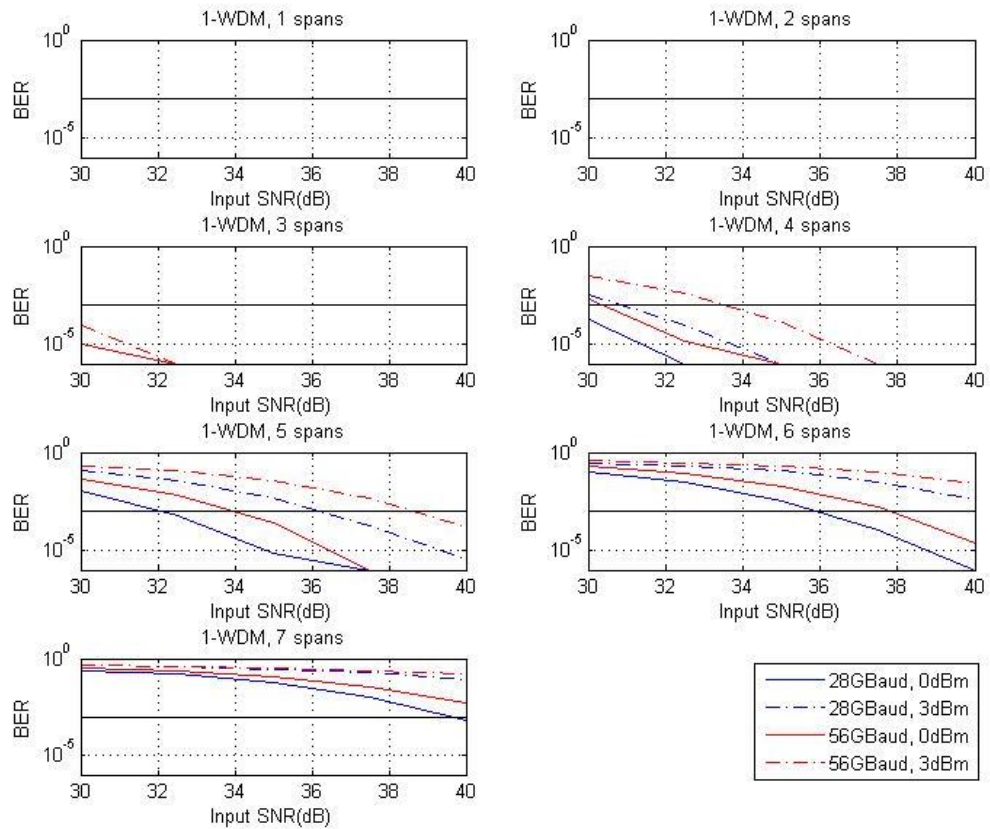 1-WDM, 1 spans
10^0
BER
10^-5
30 32 34 36 38 40
Input SNR(dB)
1-WDM, 2 spans
10^0
BER
10^-5
30 32 34 36 38 40
Input SNR(dB)
1-WDM, 3 spans
10^0
BER
10^-5
30 32 34 36 38 40
Input SNR(dB)
1-WDM, 4 spans
10^0
BER
10^-5
30 32 34 36 38 40
Input SNR(dB)
1-WDM, 5 spans
10^0
BER
10^-5
30 32 34 36 38 40
Input SNR(dB)
1-WDM, 6 spans
10^0
BER
10^-5
30 32 34 36 38 40
Input SNR(dB)
1-WDM, 7 spans
10^0
BER
10^-5
30 32 34 36 38 40
Input SNR(dB)
28GBaud, 0dBm
28GBaud, 3dBm
56GBaud, 0dBm
56GBaud, 3dBm